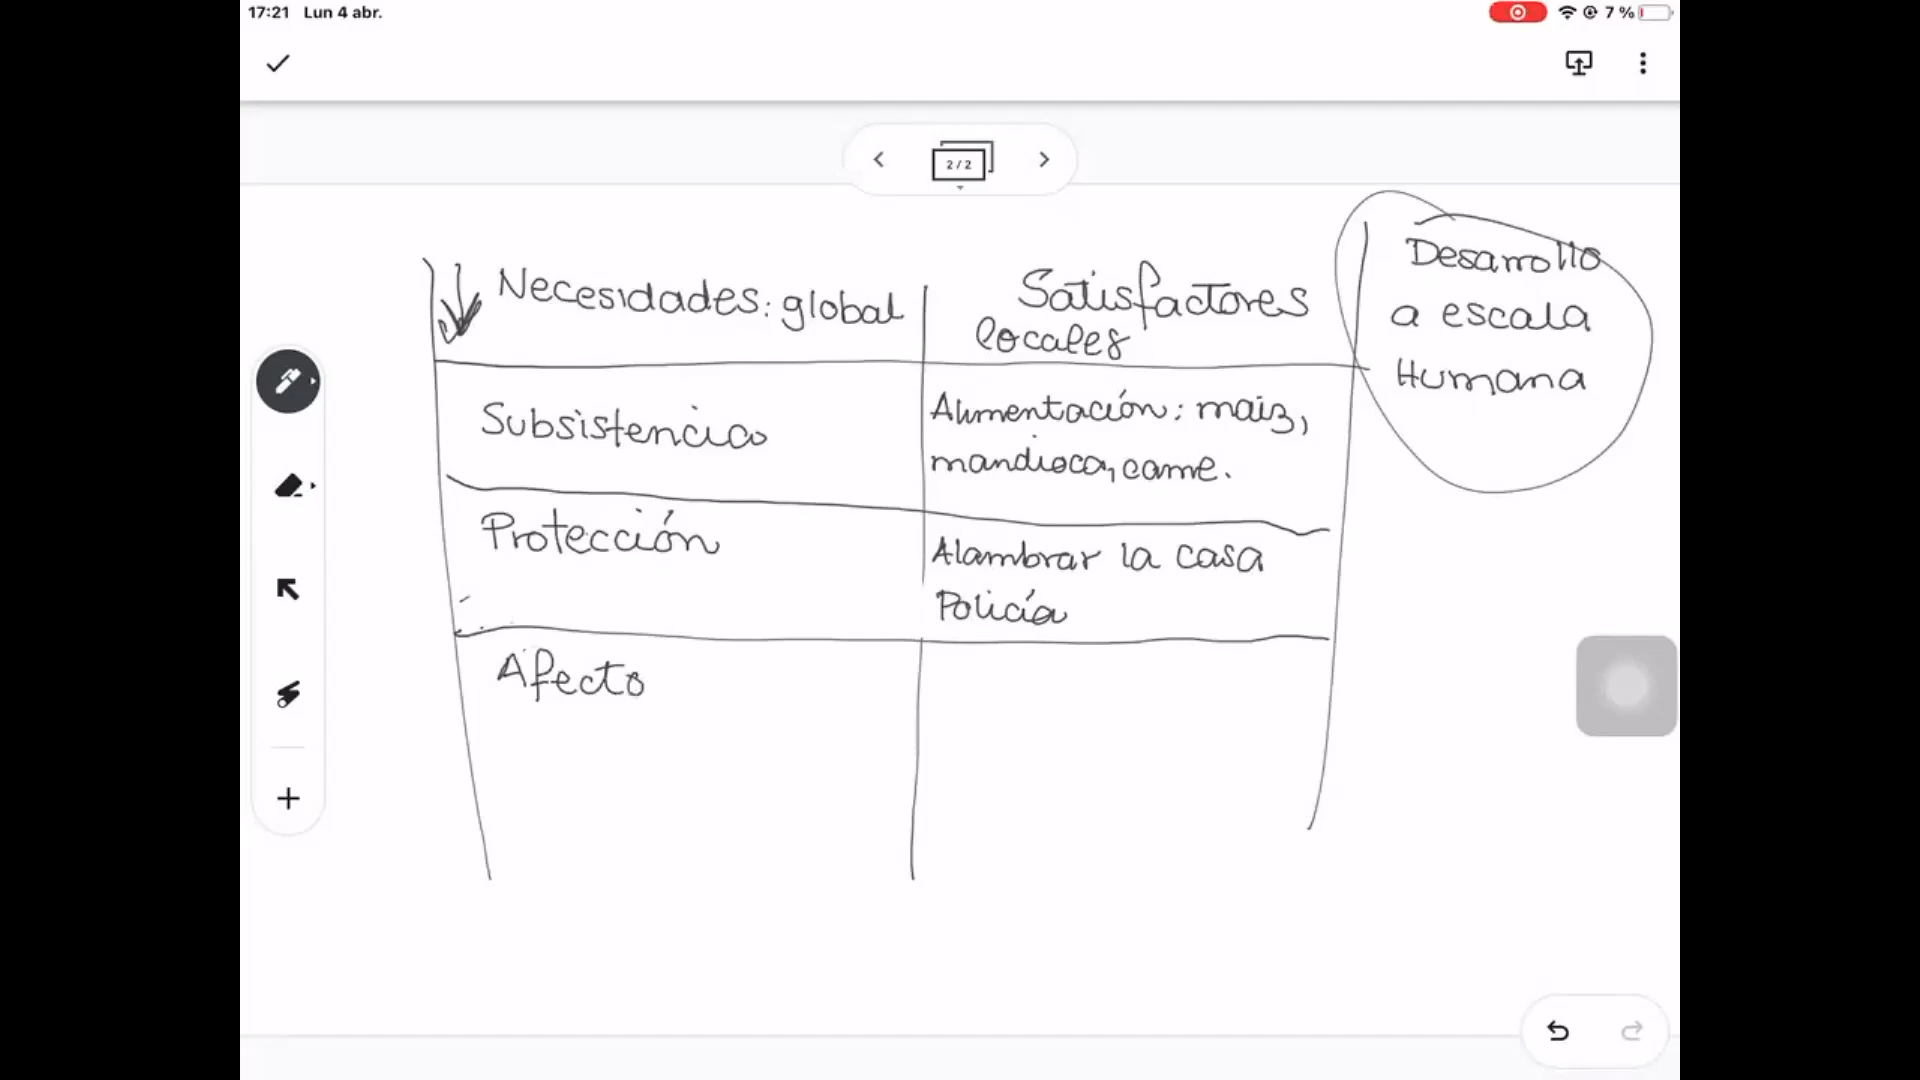 17:21 Lun 4 abr.
7 %
2 / 2
Necesidades: global
Satisfactores
locales
Desarrollo
a escala
Humana
Subsistencia
Alimentación: maiz,
mandioca, carne.
Protección
Alambrar la casa
Policía
Afecto